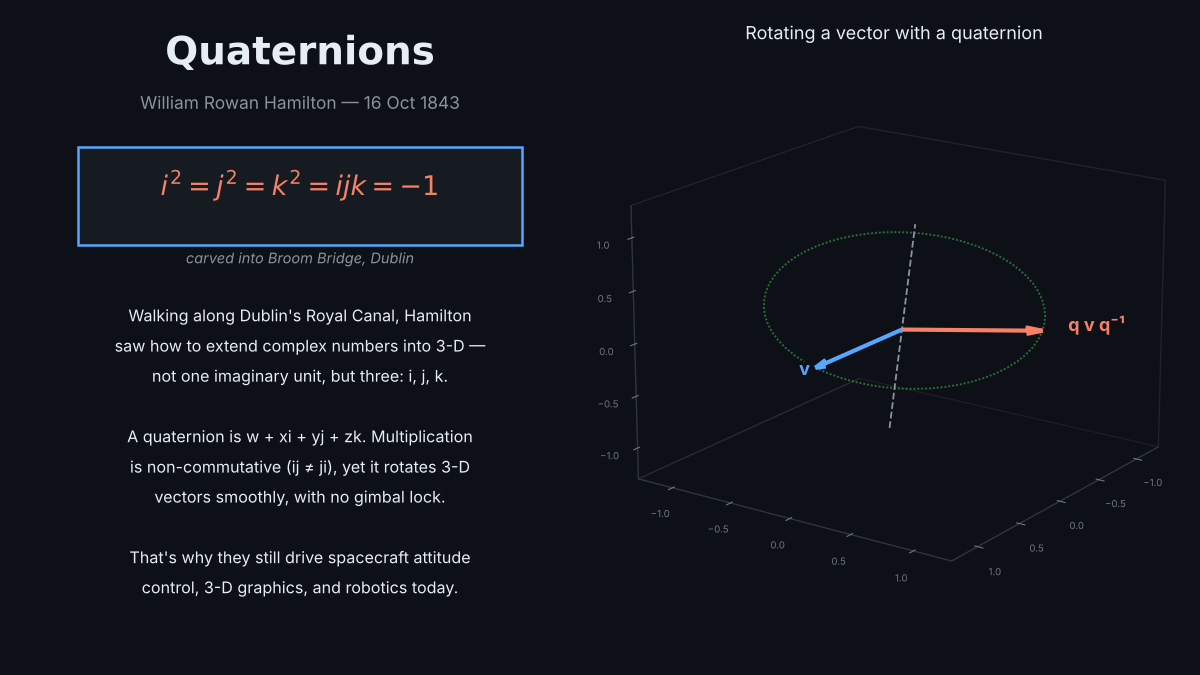 Quaternions
William Rowan Hamilton — 16 Oct 1843
i² = j² = k² = ijk = −1
carved into Broom Bridge, Dublin
Walking along Dublin's Royal Canal, Hamilton
saw how to extend complex numbers into 3-D —
not one imaginary unit, but three: i, j, k.
A quaternion is w + xi + yj + zk. Multiplication
is non-commutative (ij ≠ ji), yet it rotates 3-D
vectors smoothly, with no gimbal lock.
That's why they still drive spacecraft attitude
control, 3-D graphics, and robotics today.
Rotating a vector with a quaternion
1.0
0.5
0.0
−0.5
−1.0
v
q v q⁻¹
−1.0
−0.5
0.0
0.5
1.0
−1.0
−0.5
0.0
0.5
1.0